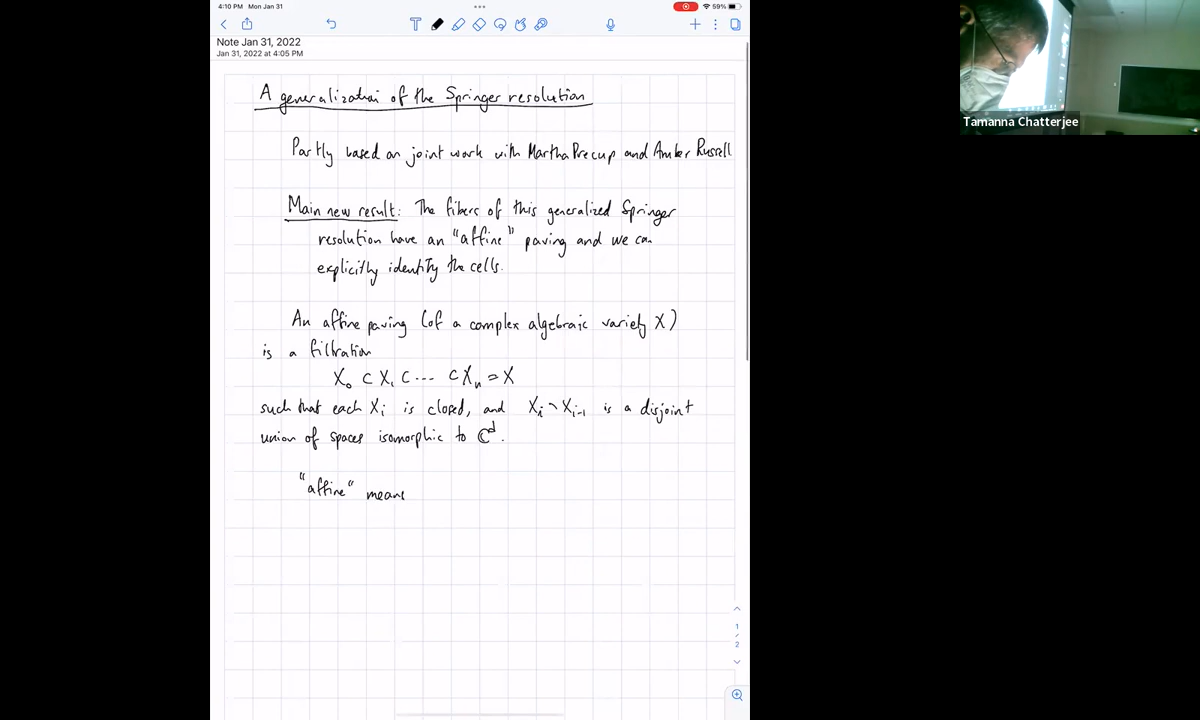 4:10 PM Mon Jan 31
59%
Note Jan 31, 2022
Jan 31, 2022 at 4:05 PM
A generalization of the Springer resolution
Partly based on joint work with Martha Precup and Amber Russell
Main new result: The fibers of this generalized Springer
resolution have an "affine" paving and we can
explicitly identify the cells.
An affine paving (of a complex algebraic variety X)
is a filtration
X₀ ⊂ X₁ ⊂ ... ⊂ Xₙ = X
such that each Xᵢ is closed, and Xᵢ \ Xᵢ₋₁ is a disjoint
union of spaces isomorphic to ℂᵈ.
"affine" means
1
/
2
Tamanna Chatterjee